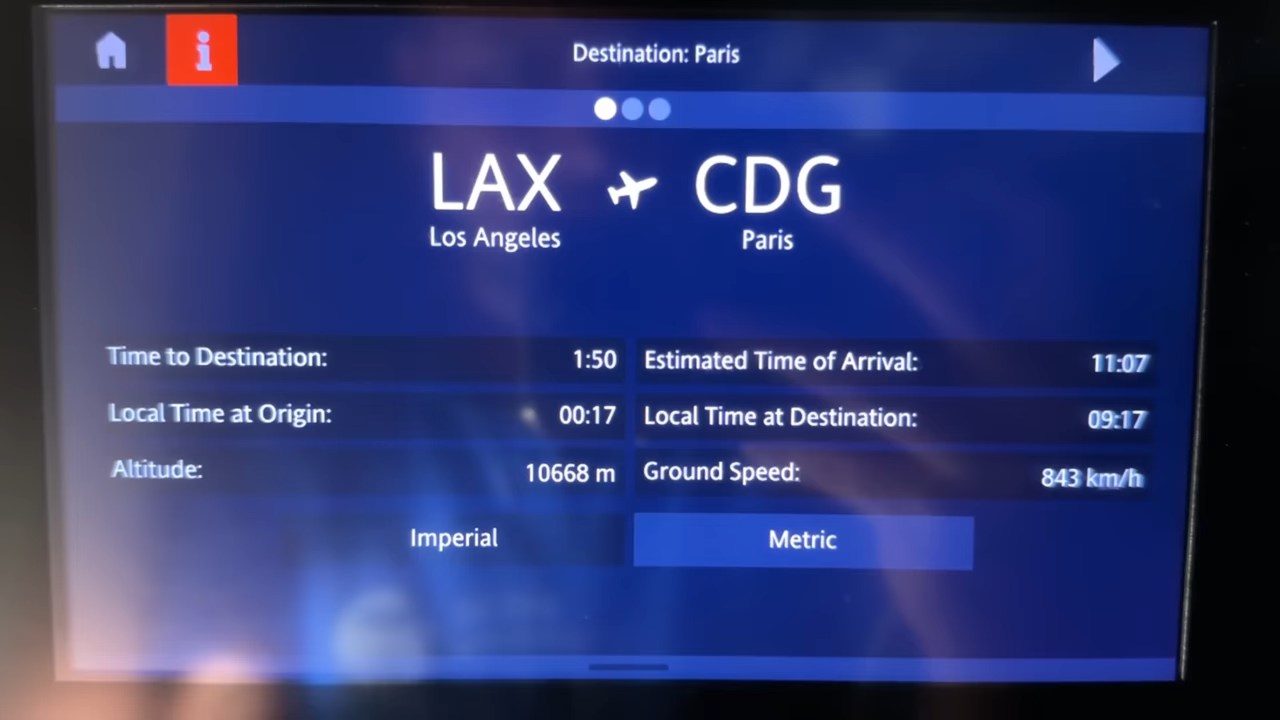 i
Destination: Paris
LAX CDG
Los Angeles Paris
Time to Destination: 1:50 Estimated Time of Arrival: 11:07
Local Time at Origin: 00:17 Local Time at Destination: 09:17
Altitude: 10668 m Ground Speed: 843 km/h
Imperial Metric